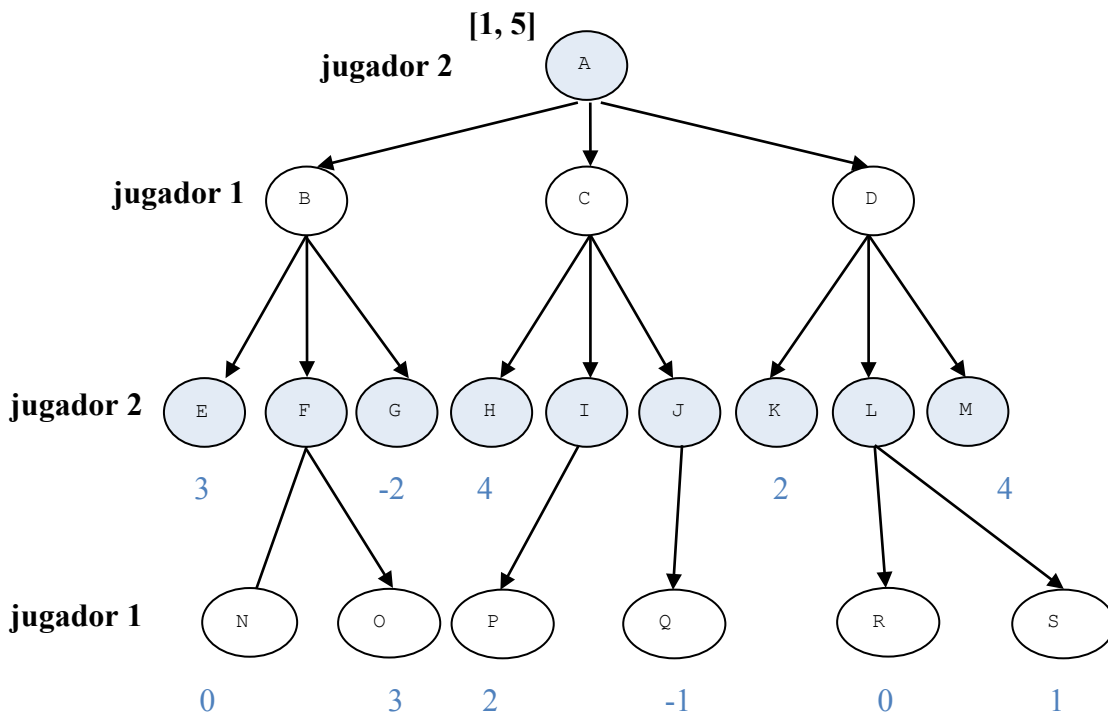 [1, 5]
jugador 2 A
jugador 1 B C D
jugador 2 E F G H I J K L M
3 -2 4 2 4
jugador 1 N O P Q R S
0 3 2 -1 0 1